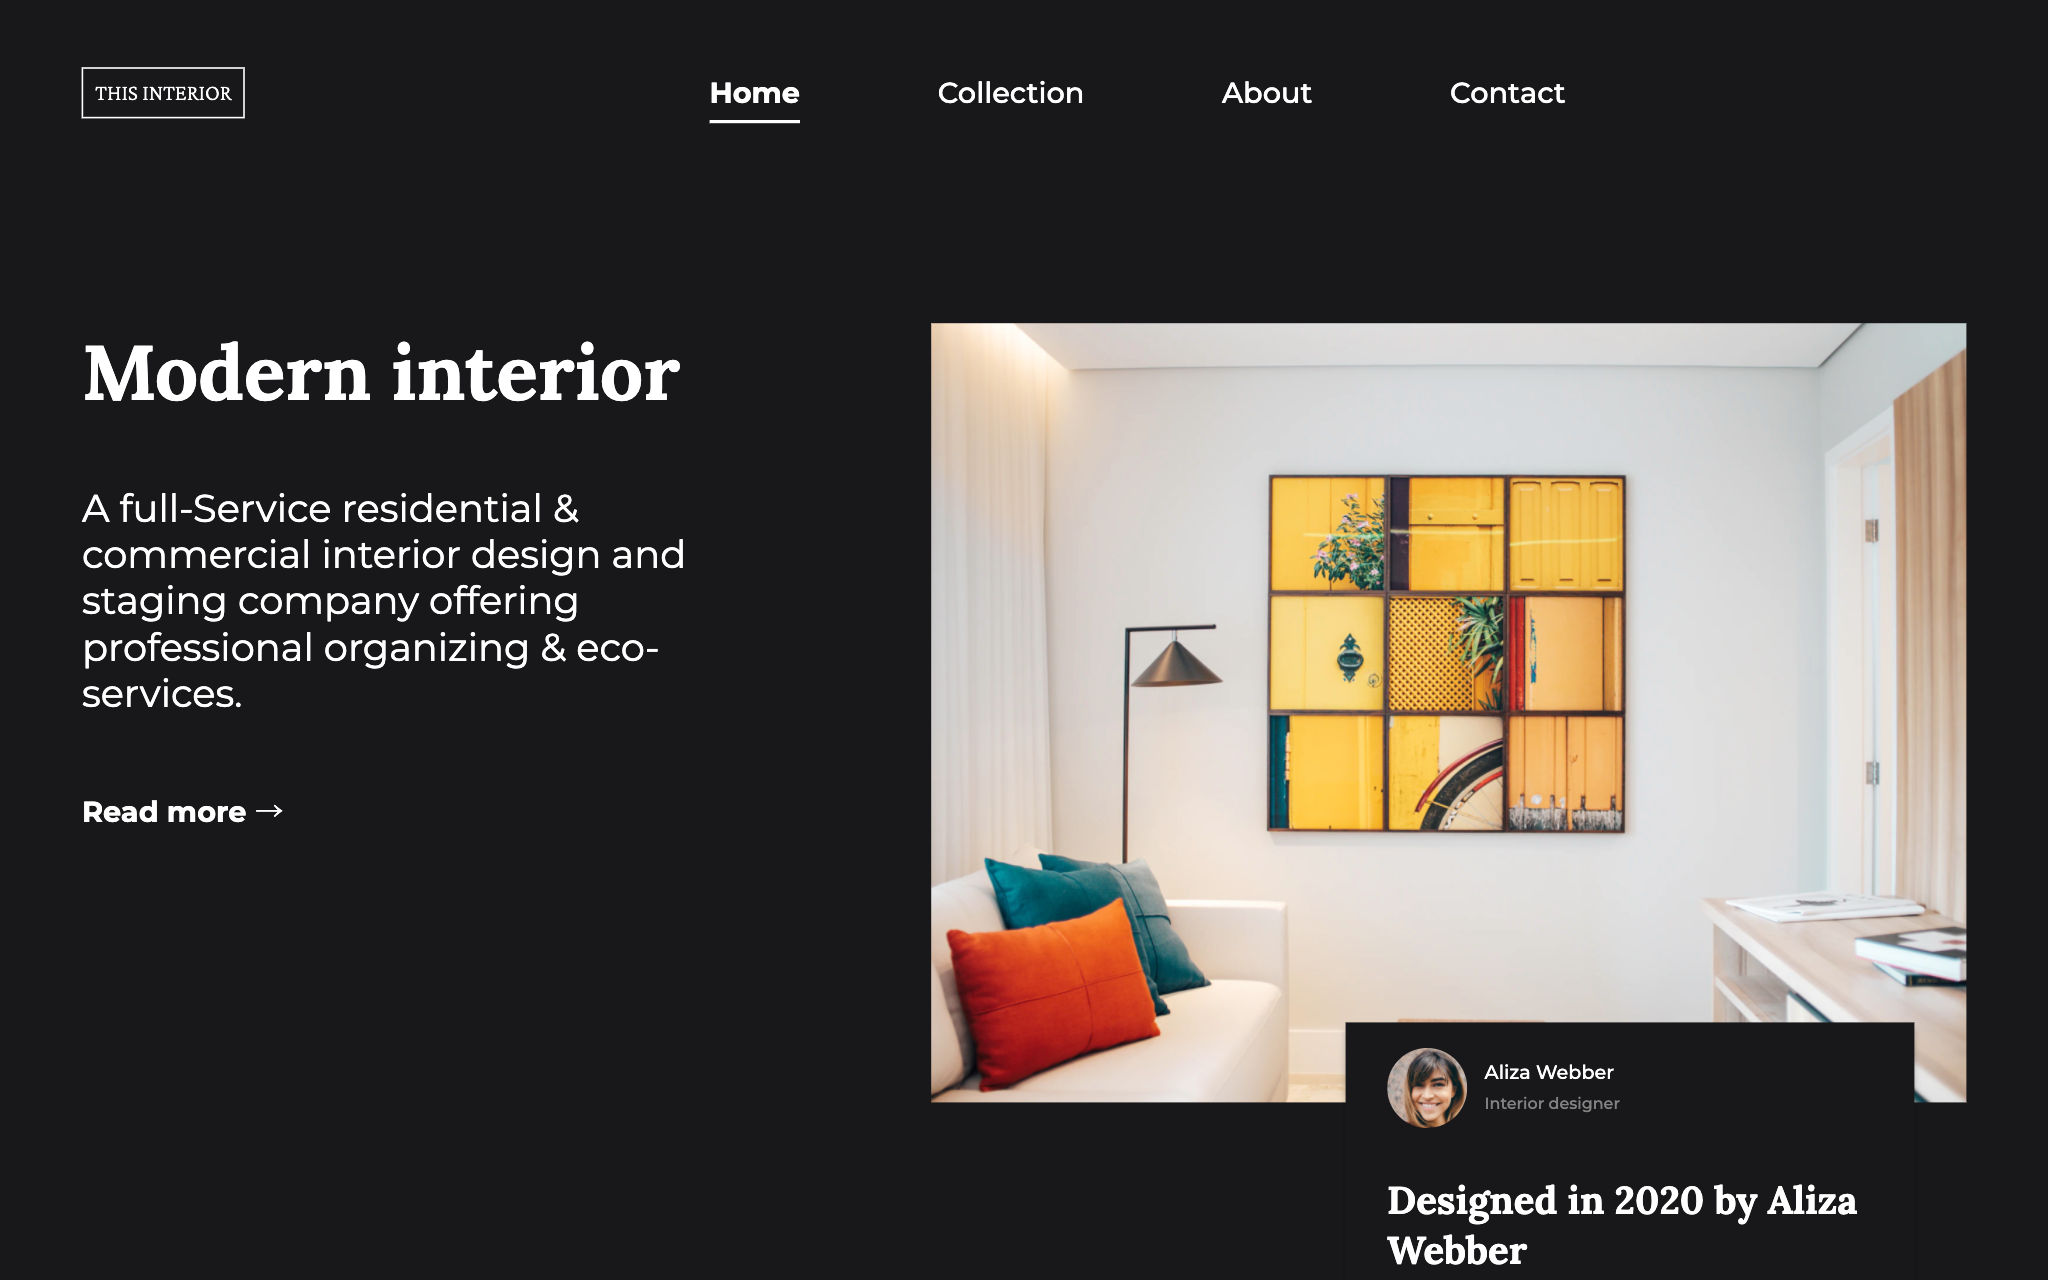 THIS INTERIOR
Home
Collection
About
Contact
Modern interior
A full-Service residential &
commercial interior design and
staging company offering
professional organizing & eco-
services.
Read more →
Aliza Webber
Interior designer
Designed in 2020 by Aliza
Webber